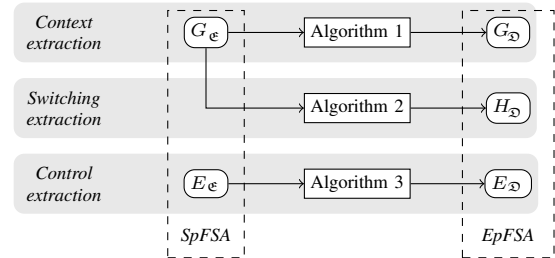 Context
extraction
G𝔈
Algorithm 1
G𝔇
Switching
extraction
Algorithm 2
H𝔇
Control
extraction
E𝔈
Algorithm 3
E𝔇
SpFSA
EpFSA